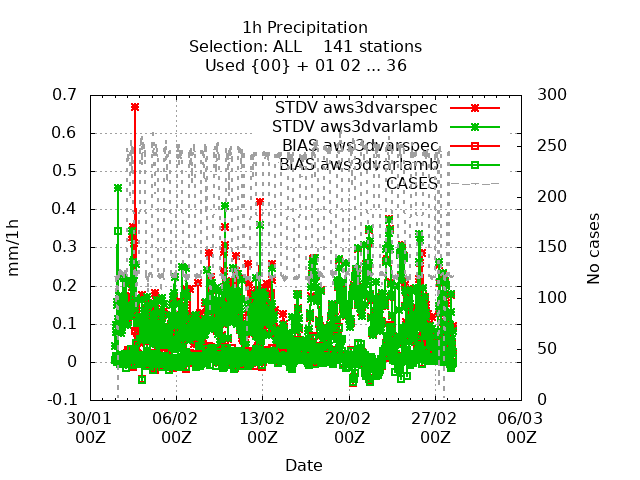 1h Precipitation
Selection: ALL    141 stations
Used {00} + 01 02 ... 36
STDV aws3dvarspec
STDV aws3dvarlamb
BIAS aws3dvarspec
BIAS aws3dvarlamb
CASES
0.7
0.6
0.5
0.4
0.3
0.2
0.1
0
-0.1
mm/1h
300
250
200
150
100
50
0
No cases
30/01 06/02 13/02 20/02 27/02 06/03
00Z 00Z 00Z 00Z 00Z 00Z
Date